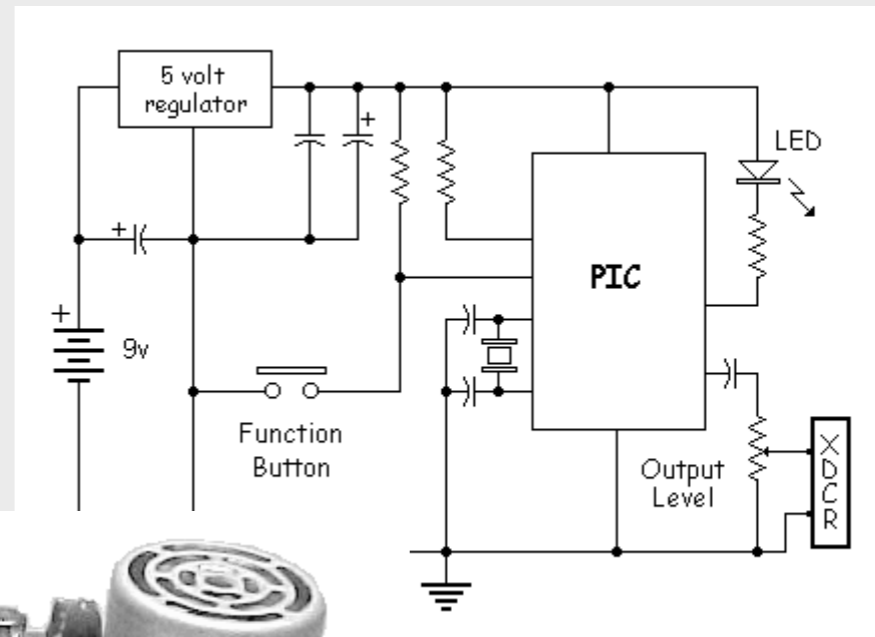 5 volt
regulator
+
LED
+
PIC
+
9v
Function
Button
Output
Level
X
D
C
R